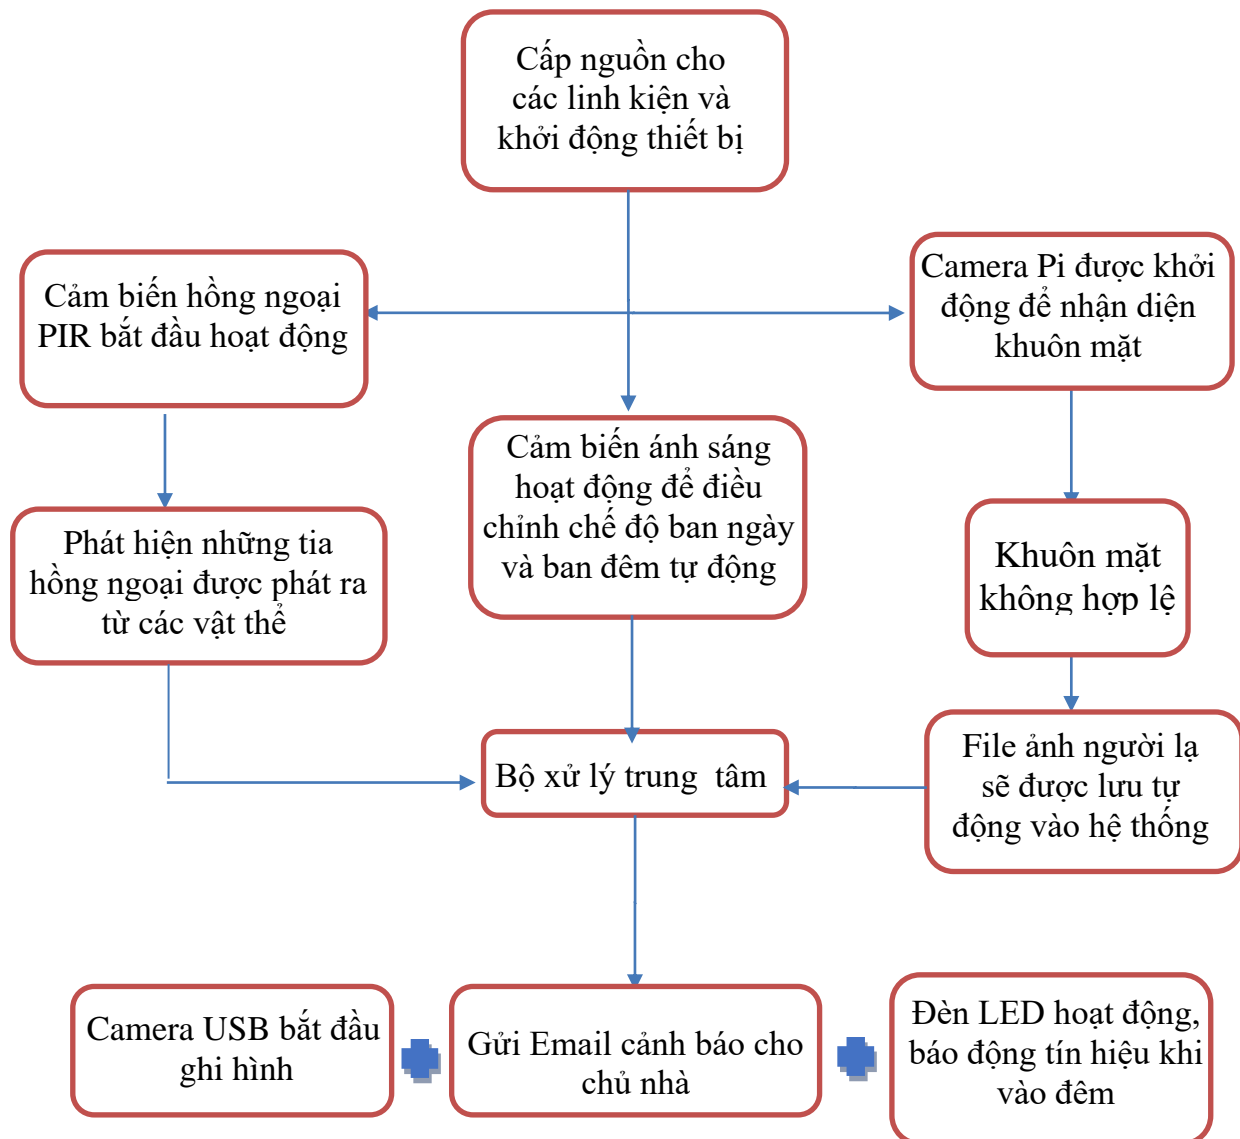 Cấp nguồn cho
các linh kiện và
khởi động thiết bị
Cảm biến hồng ngoại
PIR bắt đầu hoạt động
Camera Pi được khởi
động để nhận diện
khuôn mặt
Cảm biến ánh sáng
hoạt động để điều
chỉnh chế độ ban ngày
và ban đêm tự động
Phát hiện những tia
hồng ngoại được phát ra
từ các vật thể
Khuôn mặt
không hợp lệ
Bộ xử lý trung tâm
File ảnh người lạ
sẽ được lưu tự
động vào hệ thống
Camera USB bắt đầu
ghi hình
Gửi Email cảnh báo cho
chủ nhà
Đèn LED hoạt động,
báo động tín hiệu khi
vào đêm